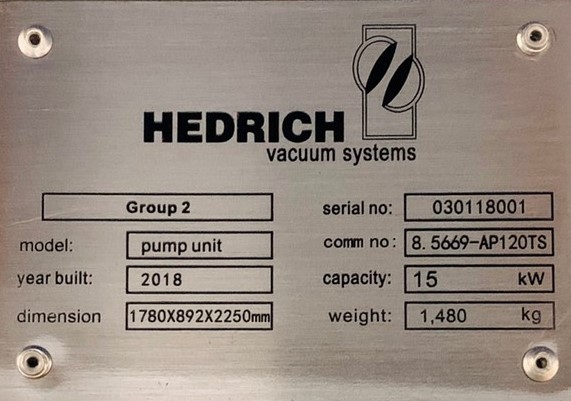 HEDRICH
vacuum systems
Group 2
serial no: 030118001
model: pump unit
comm no: 8.5669-AP120TS
year built: 2018
capacity: 15 kW
dimension 1780X892X2250mm
weight: 1,480 kg